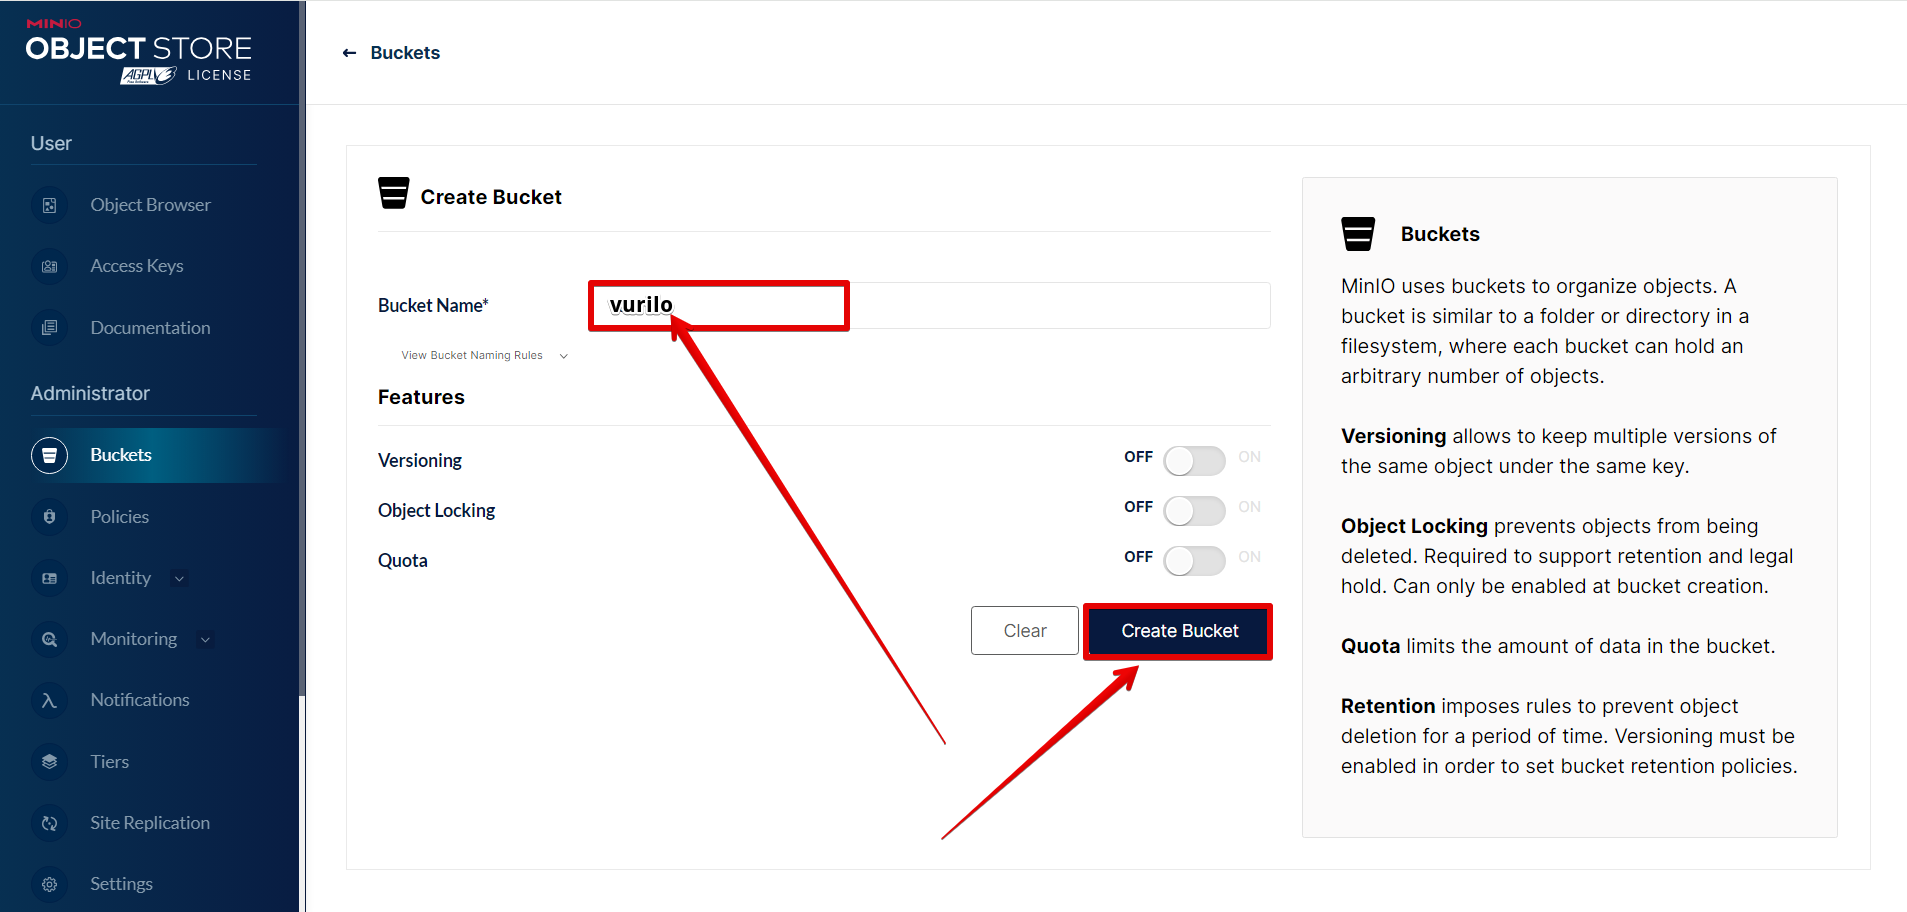 MINIO
OBJECT STORE
AGPL v3 LICENSE
User
Object Browser
Access Keys
Documentation
Administrator
Buckets
Policies
Identity
Monitoring
Notifications
Tiers
Site Replication
Settings
← Buckets
Create Bucket
Bucket Name*
vurilo
View Bucket Naming Rules
Features
Versioning
OFF ON
Object Locking
OFF ON
Quota
OFF ON
Clear
Create Bucket
Buckets
MinIO uses buckets to organize objects. A
bucket is similar to a folder or directory in a
filesystem, where each bucket can hold an
arbitrary number of objects.
Versioning allows to keep multiple versions of
the same object under the same key.
Object Locking prevents objects from being
deleted. Required to support retention and legal
hold. Can only be enabled at bucket creation.
Quota limits the amount of data in the bucket.
Retention imposes rules to prevent object
deletion for a period of time. Versioning must be
enabled in order to set bucket retention policies.